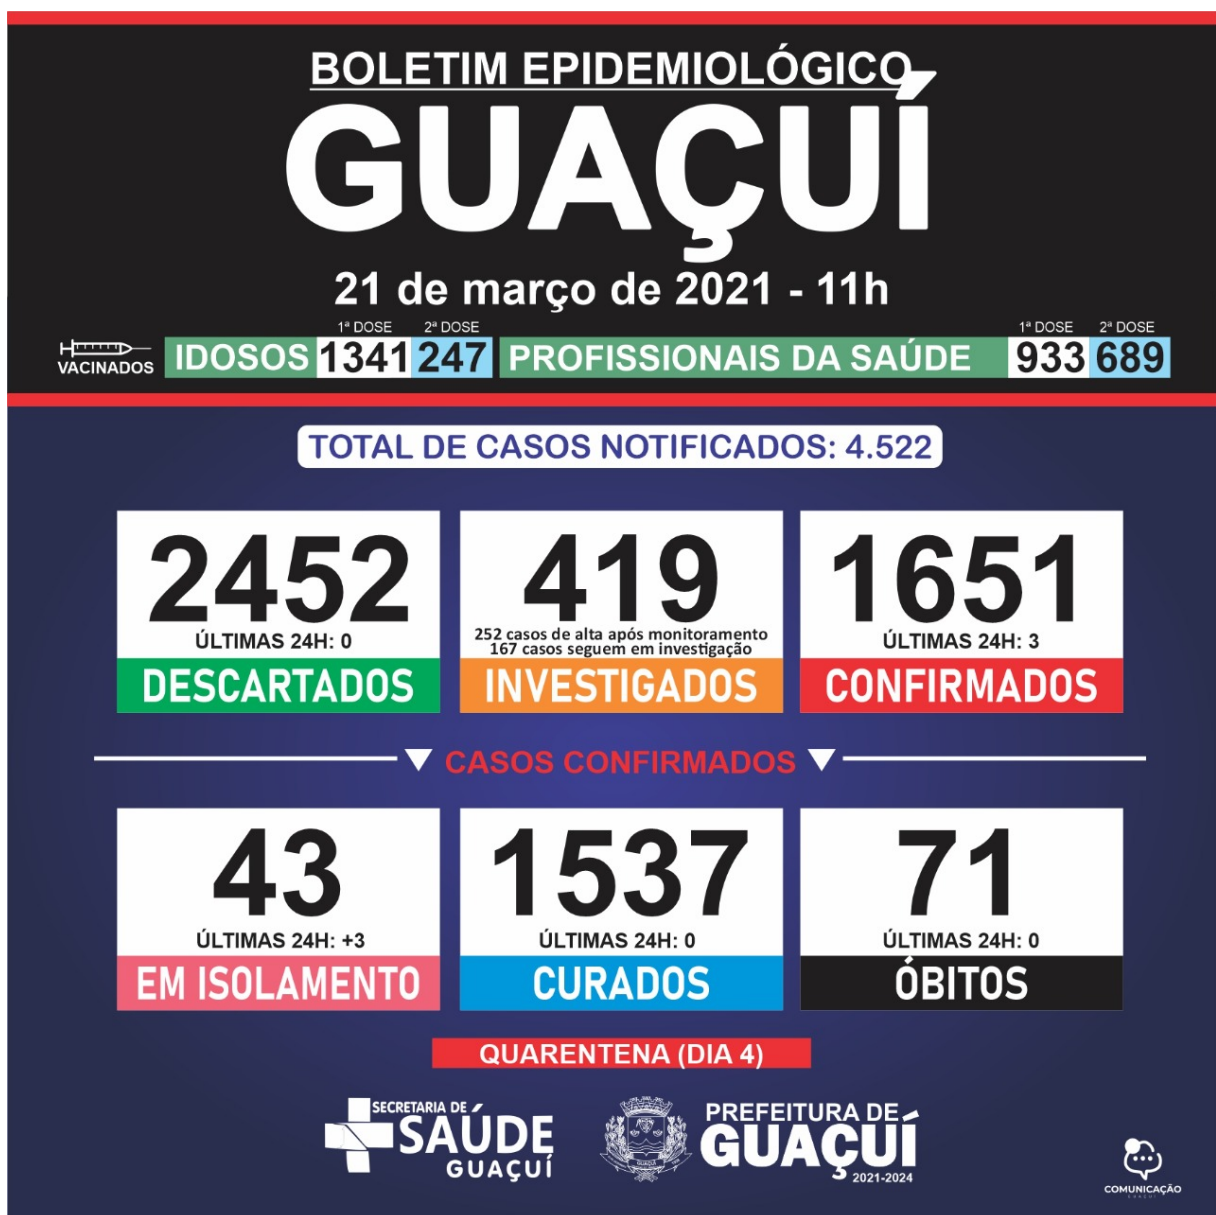 BOLETIM EPIDEMIOLÓGICO
GUAÇUÍ
21 de março de 2021 - 11h
1ª DOSE 2ª DOSE 1ª DOSE 2ª DOSE
VACINADOS IDOSOS 1341 247 PROFISSIONAIS DA SAÚDE 933 689
TOTAL DE CASOS NOTIFICADOS: 4.522
2452
ÚLTIMAS 24H: 0
DESCARTADOS
419
252 casos de alta após monitoramento
167 casos seguem em investigação
INVESTIGADOS
1651
ÚLTIMAS 24H: 3
CONFIRMADOS
CASOS CONFIRMADOS
43
ÚLTIMAS 24H: +3
EM ISOLAMENTO
1537
ÚLTIMAS 24H: 0
CURADOS
71
ÚLTIMAS 24H: 0
ÓBITOS
QUARENTENA (DIA 4)
SECRETARIA DE
SAÚDE
GUAÇUÍ
PREFEITURA DE
GUAÇUÍ
2021-2024
COMUNICAÇÃO
GUAÇUÍ